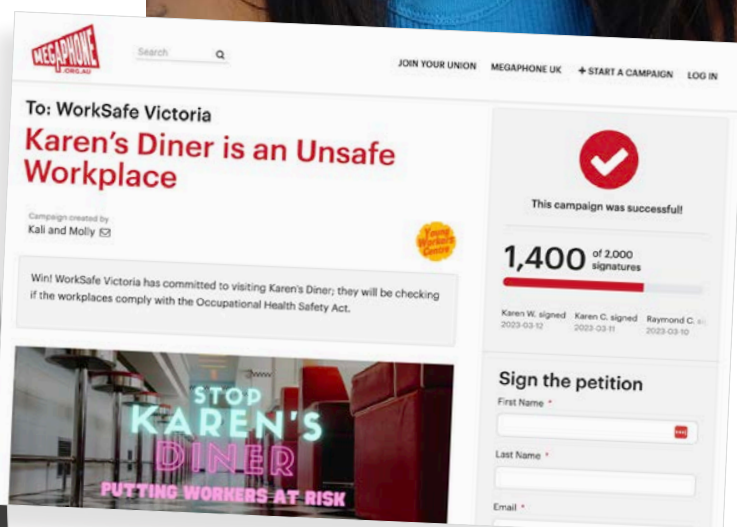 MEGAPHONE
.ORG.AU
Search
JOIN YOUR UNION MEGAPHONE UK + START A CAMPAIGN LOG IN
To: WorkSafe Victoria
Karen's Diner is an Unsafe
Workplace
Campaign created by
Kali and Molly
Young
Workers
Centre
Win! WorkSafe Victoria has committed to visiting Karen's Diner; they will be checking
if the workplaces comply with the Occupational Health Safety Act.
STOP
KAREN'S
DINER
PUTTING WORKERS AT RISK
This campaign was successful!
1,400 of 2,000
signatures
Karen W. signed
2023-03-12
Karen C. signed
2023-03-11
Raymond C.
2023-03-10
Sign the petition
First Name *
Last Name *
Email *